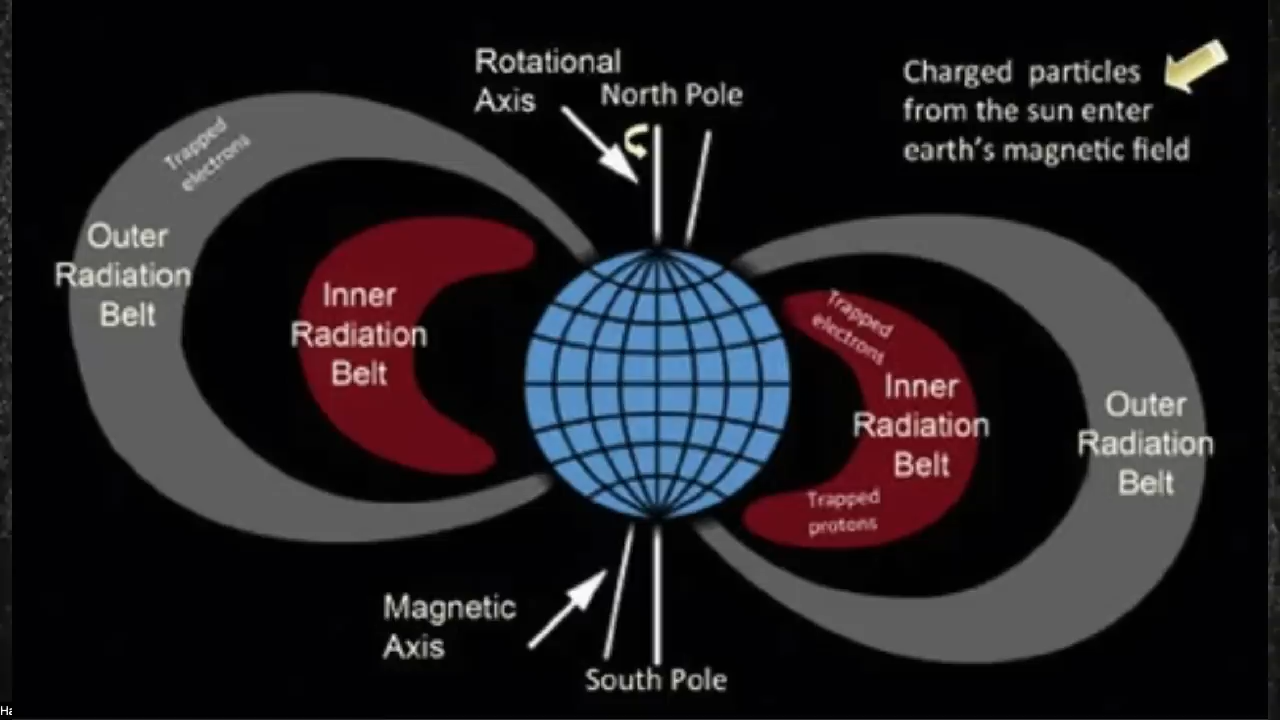 Rotational
Axis
North Pole
Charged particles
from the sun enter
earth's magnetic field
Trapped
electrons
Outer
Radiation
Belt
Inner
Radiation
Belt
Trapped
electrons
Inner
Radiation
Belt
Trapped
protons
Outer
Radiation
Belt
Magnetic
Axis
South Pole